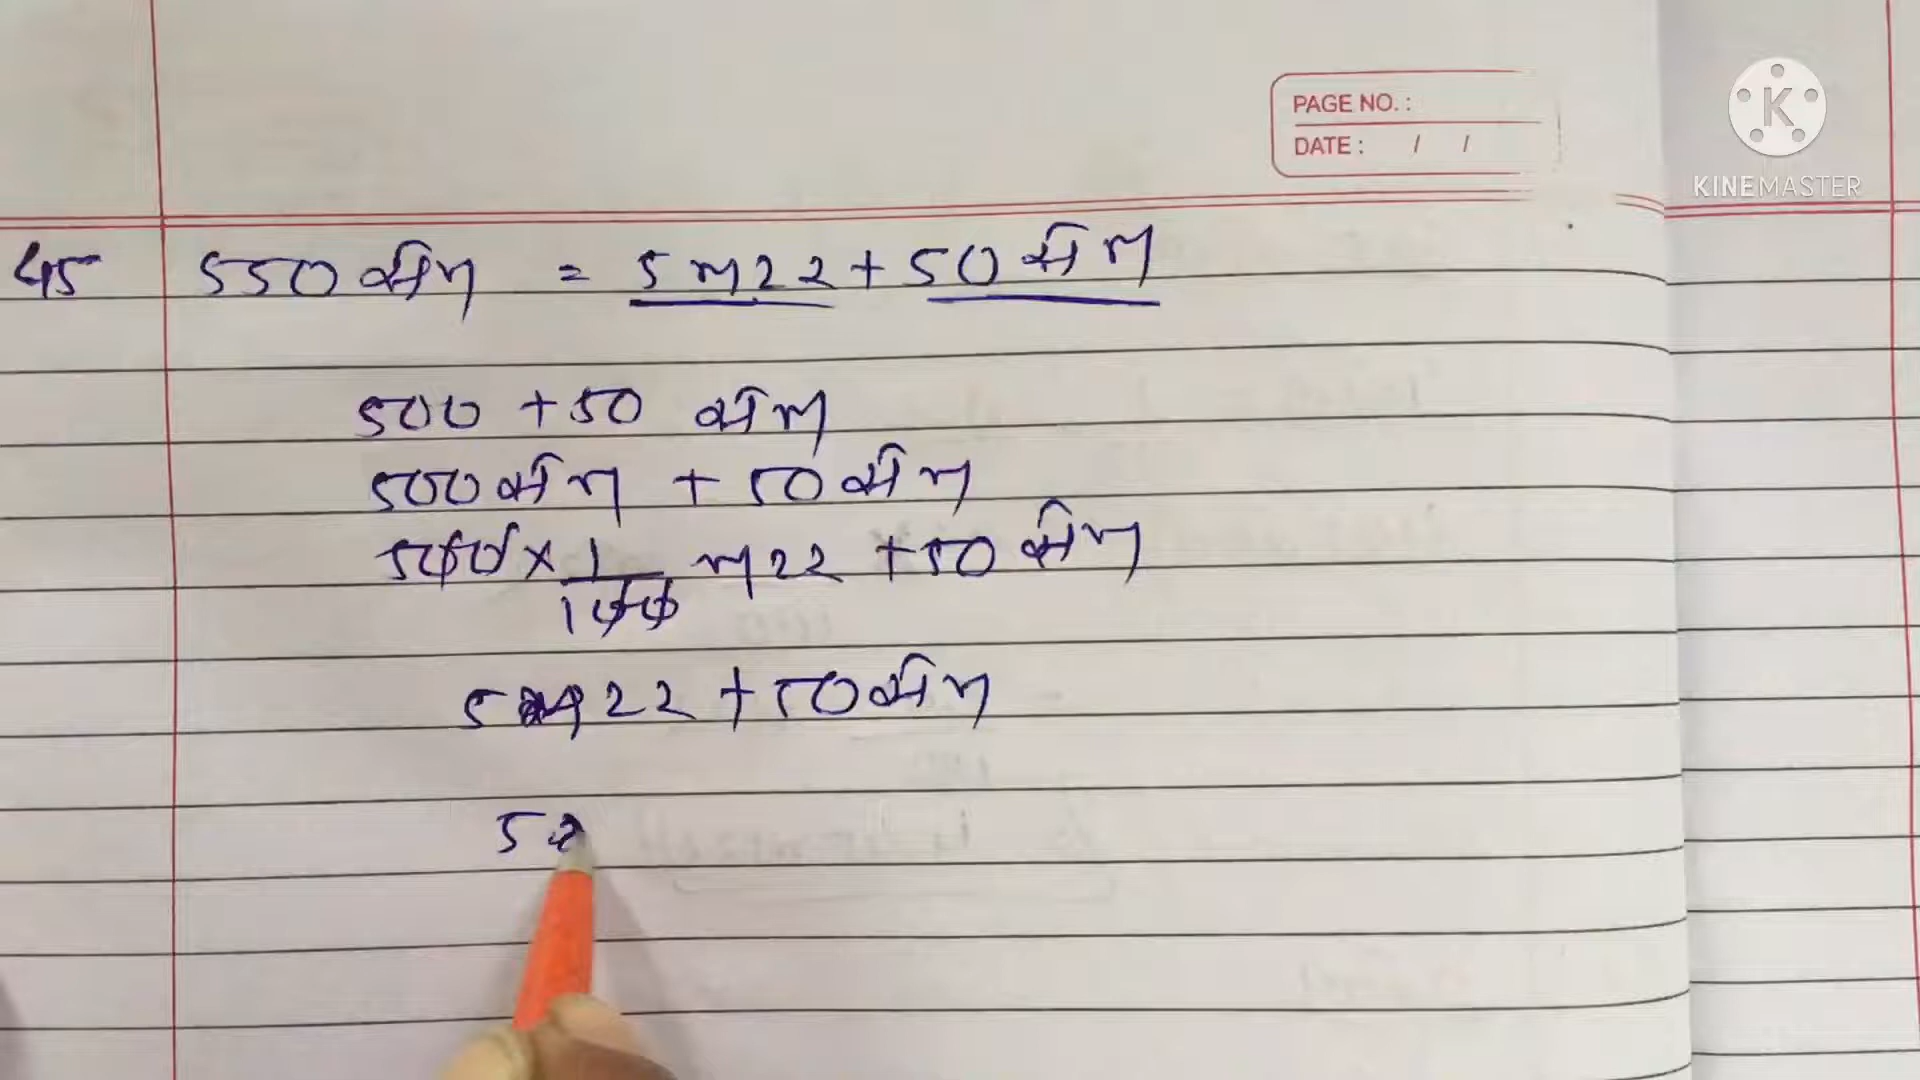 PAGE NO. :
DATE : / /
KINEMASTER
45 550 सेमी = 5 मीटर + 50 सेमी
500 + 50 सेमी
500 सेमी + 50 सेमी
500 × 1/100 मीटर + 50 सेमी
5 मीटर + 50 सेमी
5